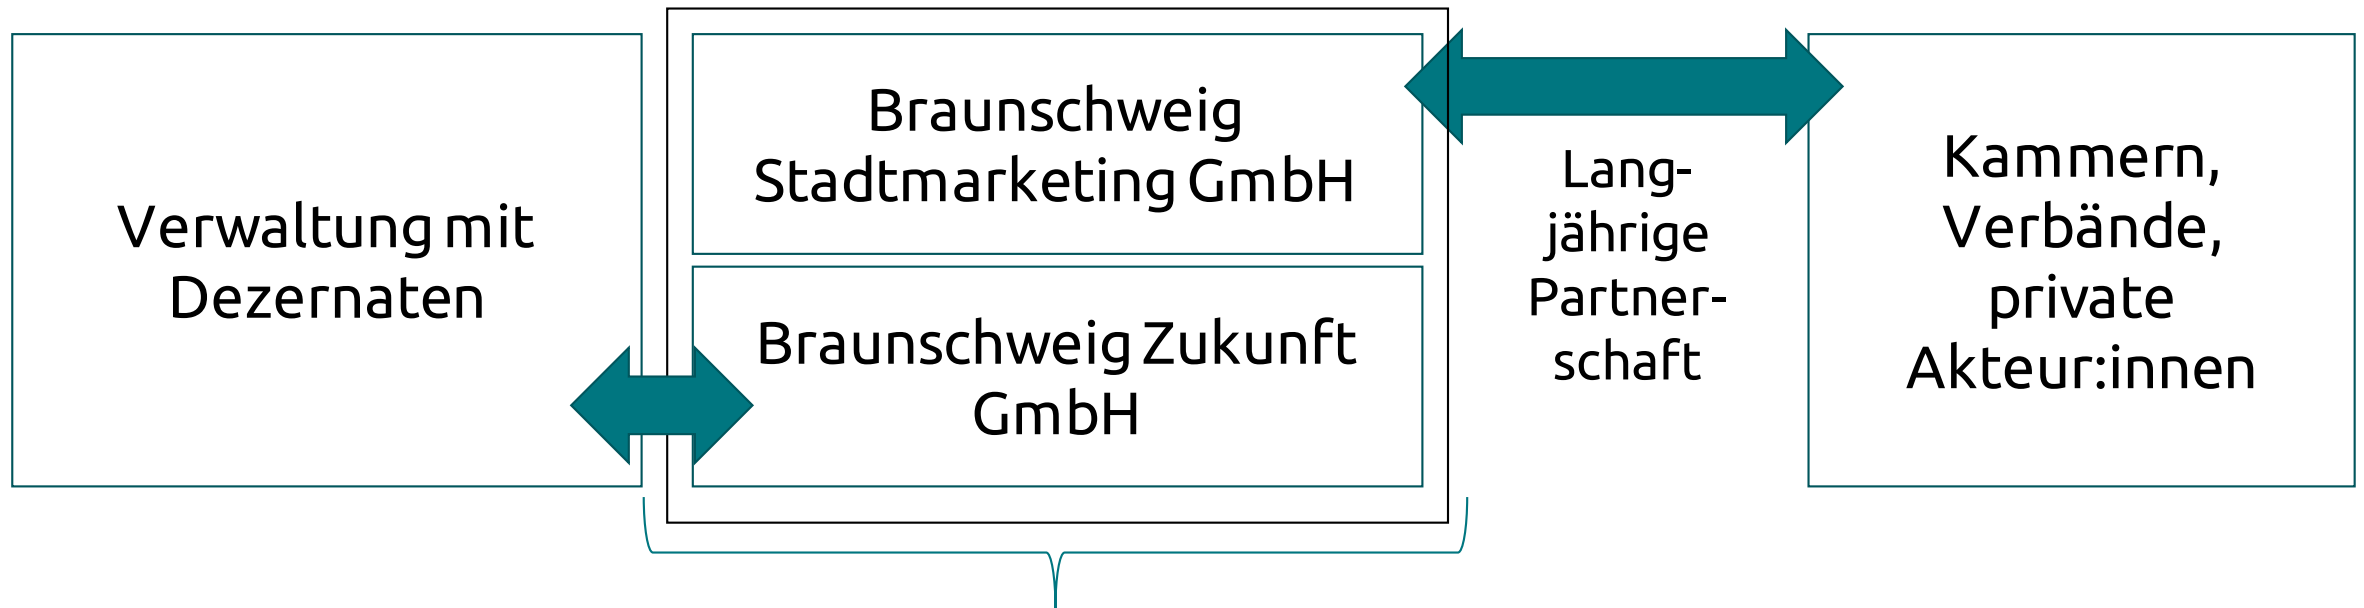 Verwaltung mit
Dezernaten
Braunschweig
Stadtmarketing GmbH
Braunschweig Zukunft
GmbH
Lang-
jährige
Partner-
schaft
Kammern,
Verbände,
private
Akteur:innen